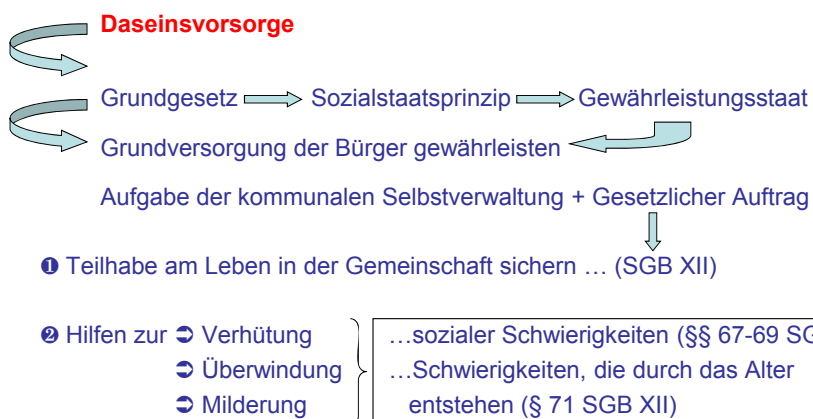 Daseinsvorsorge
Grundgesetz Sozialstaatsprinzip Gewährleistungsstaat
Grundversorgung der Bürger gewährleisten
Aufgabe der kommunalen Selbstverwaltung + Gesetzlicher Auftrag
❶ Teilhabe am Leben in der Gemeinschaft sichern … (SGB XII)
❷ Hilfen zur ➲ Verhütung …sozialer Schwierigkeiten (§§ 67-69 SG
➲ Überwindung …Schwierigkeiten, die durch das Alter
➲ Milderung entstehen (§ 71 SGB XII)